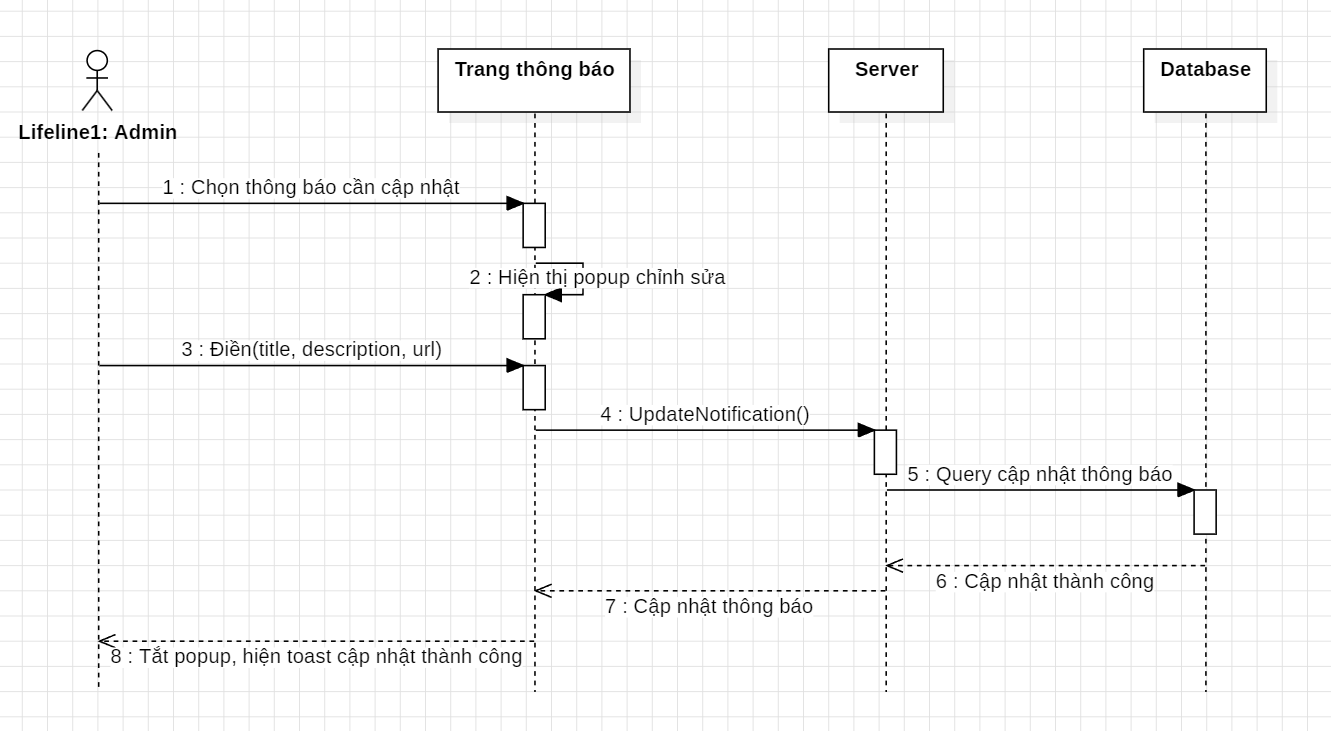 Trang thông báo
Server
Database
Lifeline1: Admin
1 : Chọn thông báo cần cập nhật
2 : Hiện thị popup chỉnh sửa
3 : Điền(title, description, url)
4 : UpdateNotification()
5 : Query cập nhật thông báo
6 : Cập nhật thành công
7 : Cập nhật thông báo
8 : Tắt popup, hiện toast cập nhật thành công